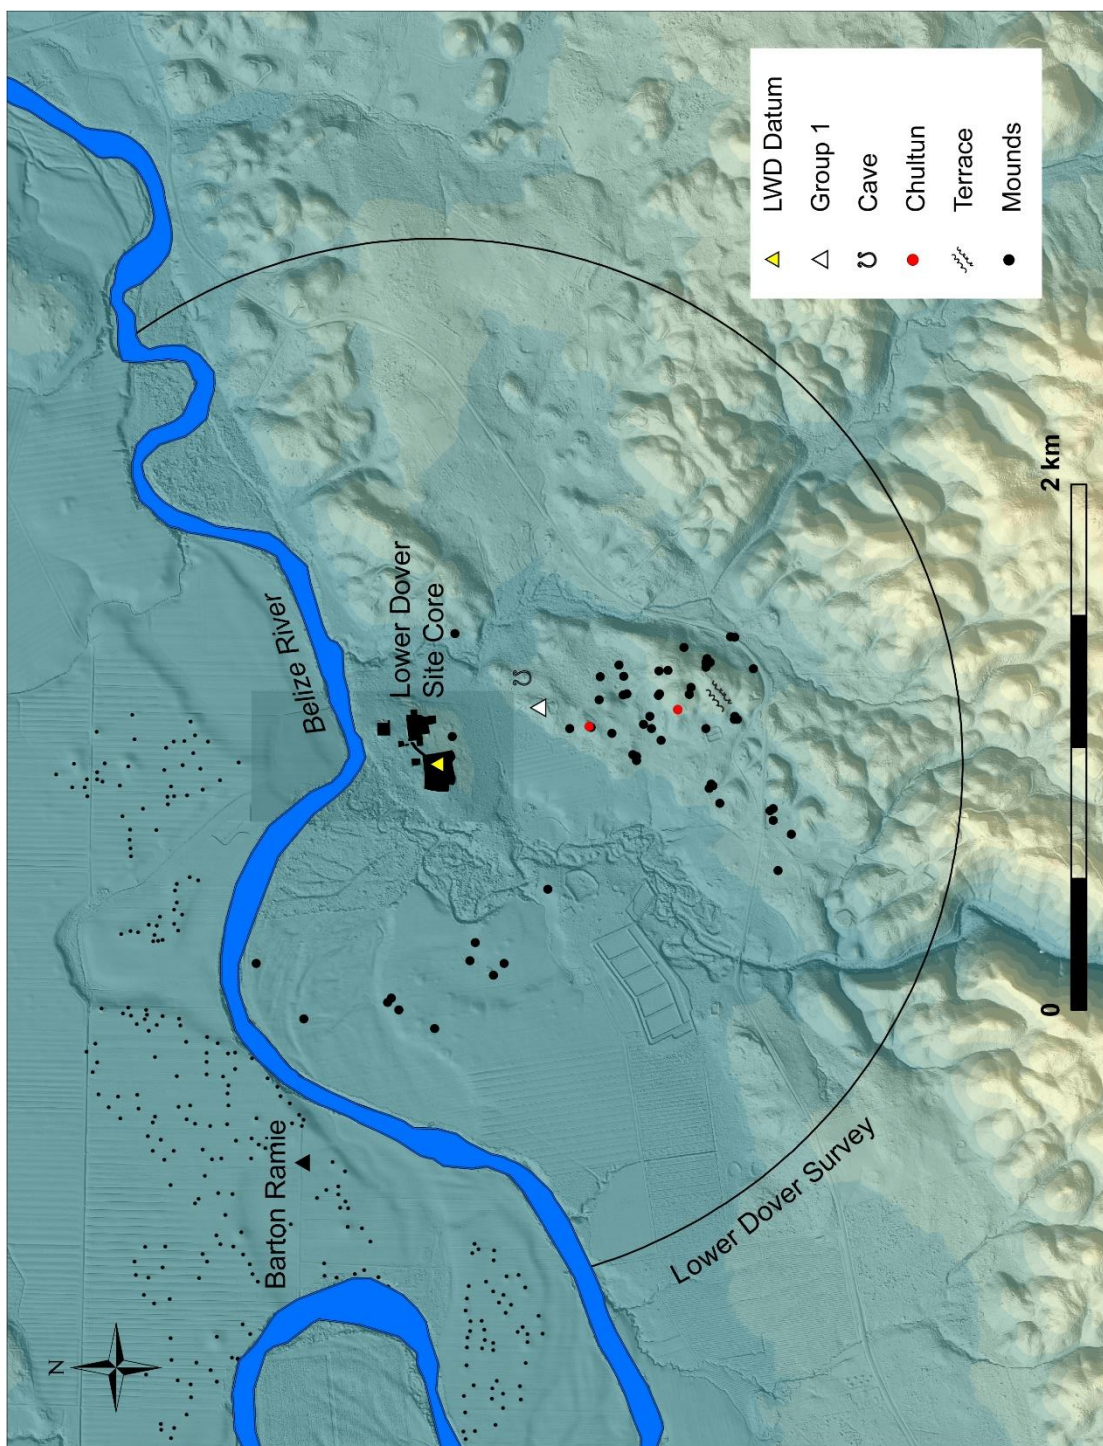 N
Belize River
Lower Dover
Site Core
Barton Ramie
Lower Dover Survey
LWD Datum
Group 1
Cave
Chultun
Terrace
Mounds
0
2 km